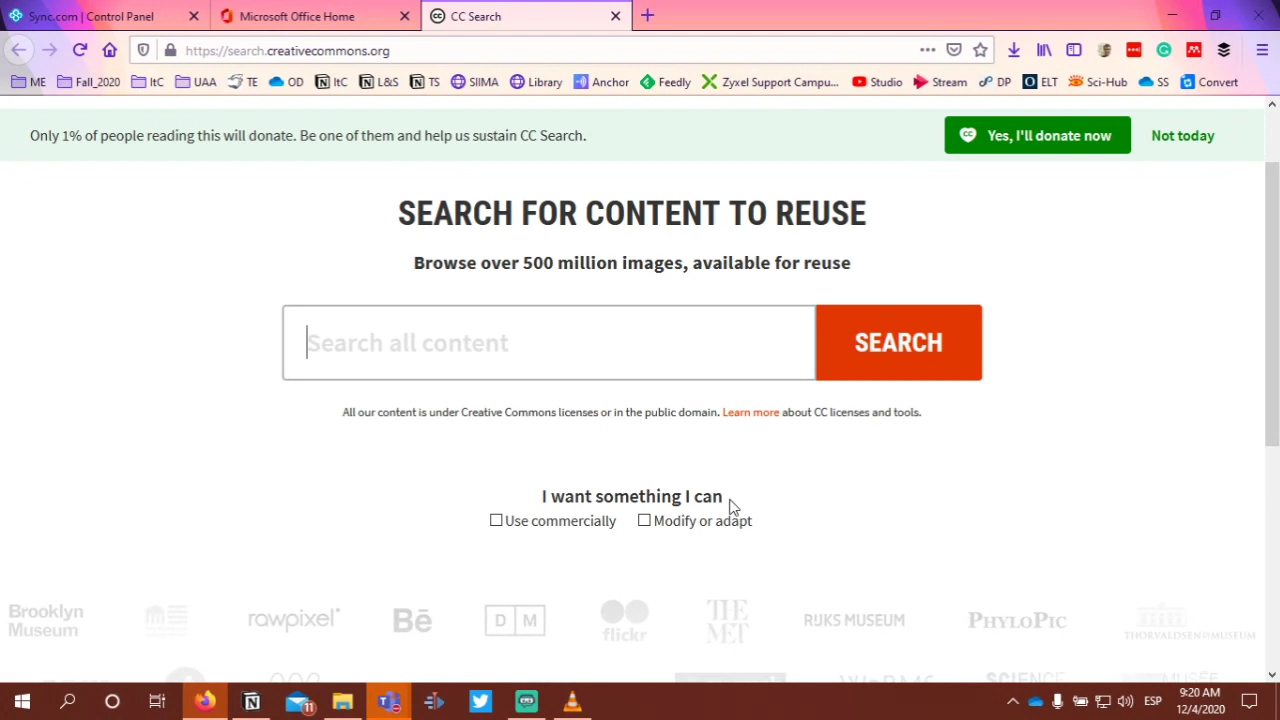 Sync.com | Control Panel
Microsoft Office Home
CC Search
https://search.creativecommons.org
ME Fall_2020 ItC UAA TE OD ItC L&S TS SIIMA Library Anchor Feedly Zyxel Support Campu... Studio Stream DP ELT Sci-Hub SS Convert
Only 1% of people reading this will donate. Be one of them and help us sustain CC Search.
Yes, I'll donate now
Not today
SEARCH FOR CONTENT TO REUSE
Browse over 500 million images, available for reuse
Search all content
SEARCH
All our content is under Creative Commons licenses or in the public domain. Learn more about CC licenses and tools.
I want something I can
Use commercially Modify or adapt
Brooklyn
Museum
rawpixel
Bē
D M
flickr
THE
MET
RIJKS MUSEUM
PHYLOPIC
THORVALDSENSMUSEUM
SCIENCE
MUSÉE
11
ESP
9:20 AM
12/4/2020